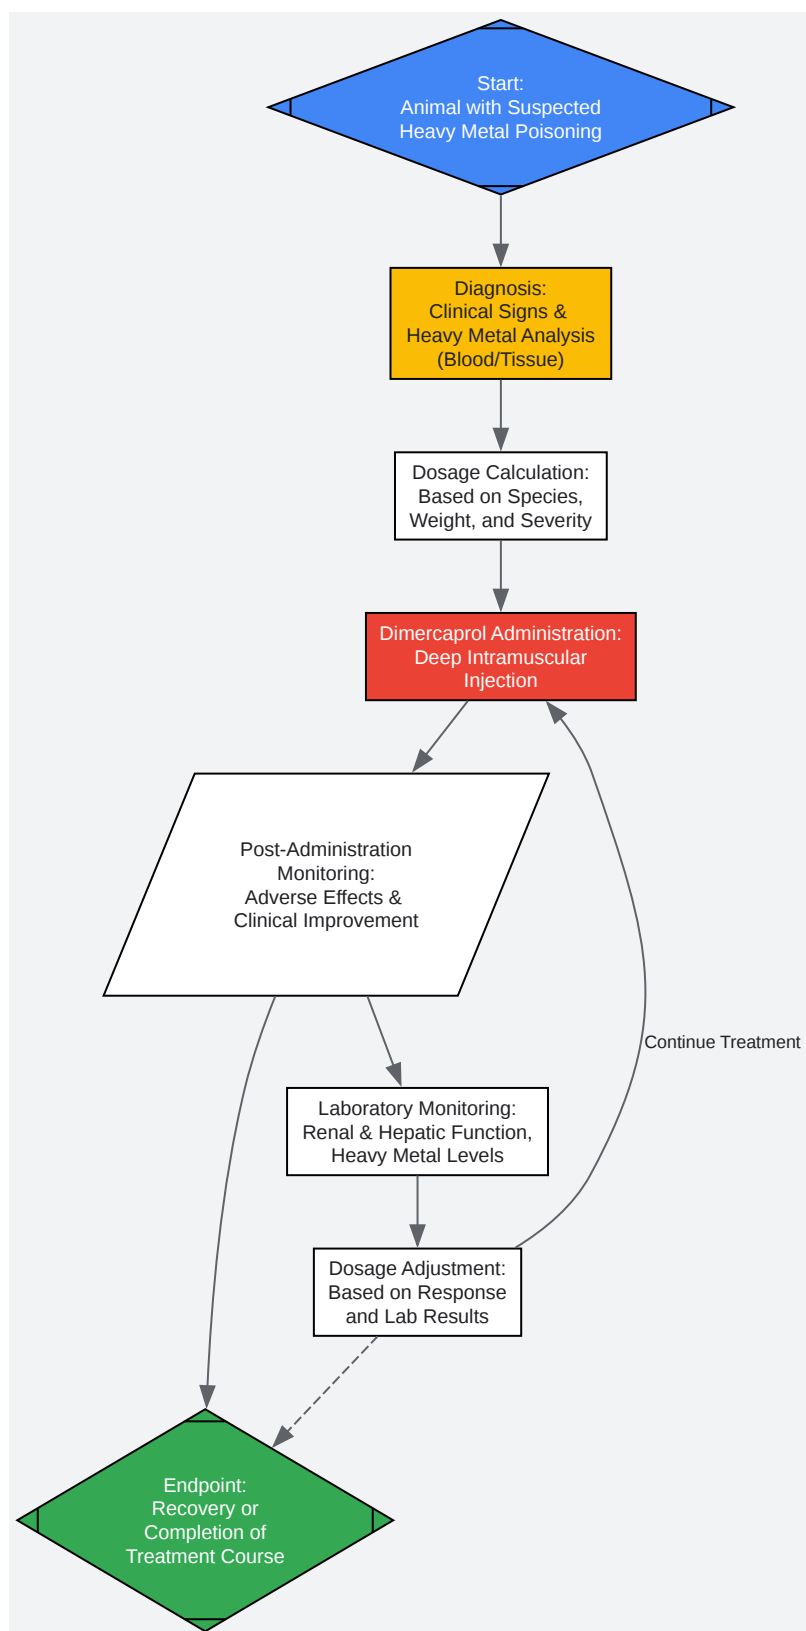 Start:
Animal with Suspected
Heavy Metal Poisoning
Diagnosis:
Clinical Signs &
Heavy Metal Analysis
(Blood/Tissue)
Dosage Calculation:
Based on Species,
Weight, and Severity
Dimercaprol Administration:
Deep Intramuscular
Injection
Post-Administration
Monitoring:
Adverse Effects &
Clinical Improvement
Continue Treatment
Laboratory Monitoring:
Renal & Hepatic Function,
Heavy Metal Levels
Dosage Adjustment:
Based on Response
and Lab Results
Endpoint:
Recovery or
Completion of
Treatment Course